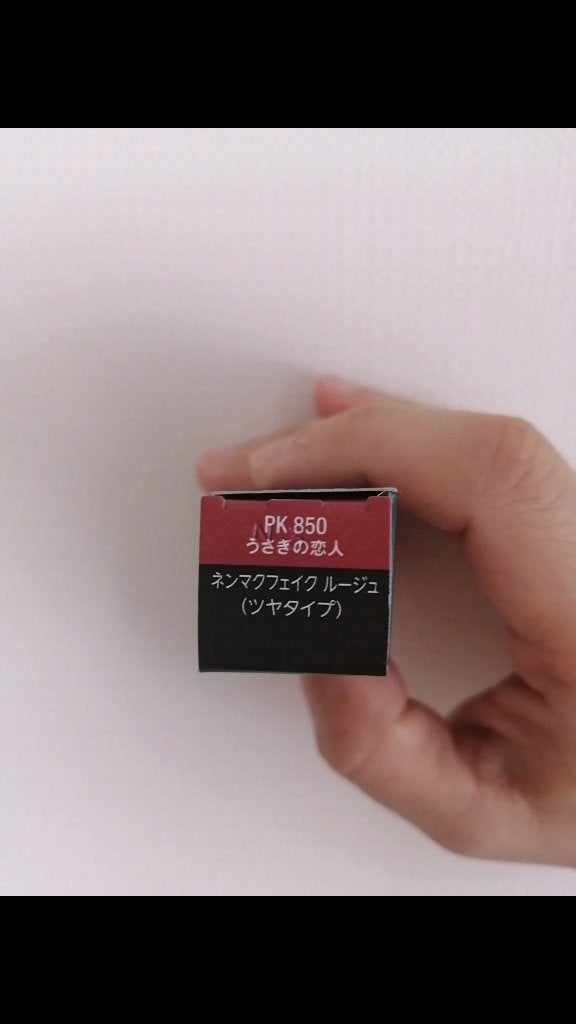 PK 850
うさぎの恋人
ネンマクフェイク ルージュ
(ツヤタイプ)